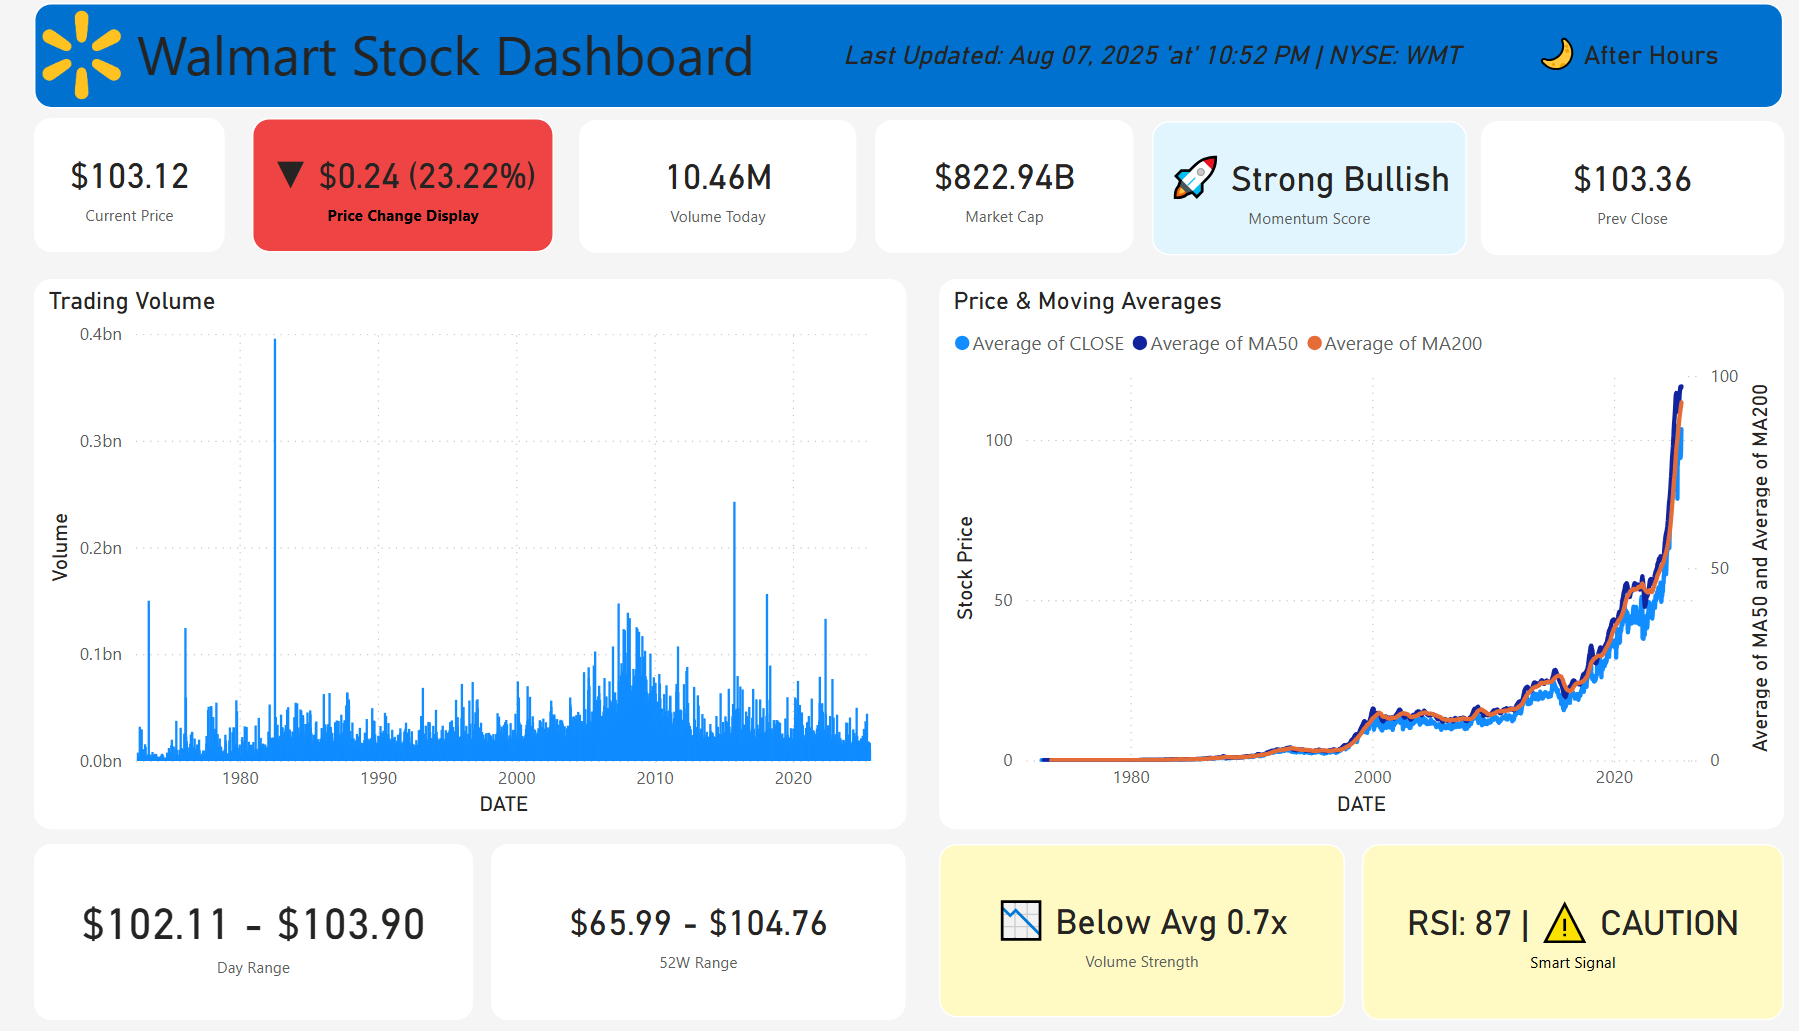 Walmart Stock Dashboard
Last Updated: Aug 07, 2025 'at' 10:52 PM | NYSE: WMT
🌙 After Hours
$103.12
Current Price
▼ $0.24 (23.22%)
Price Change Display
10.46M
Volume Today
$822.94B
Market Cap
🚀 Strong Bullish
Momentum Score
$103.36
Prev Close
Trading Volume
0.4bn
0.3bn
0.2bn
0.1bn
0.0bn
Volume
1980 1990 2000 2010 2020
DATE
Price & Moving Averages
Average of CLOSE Average of MA50 Average of MA200
100
50
0
Stock Price
100
50
0
Average of MA50 and Average of MA200
1980 2000 2020
DATE
$102.11 - $103.90
Day Range
$65.99 - $104.76
52W Range
📉 Below Avg 0.7x
Volume Strength
RSI: 87 | ⚠ CAUTION
Smart Signal